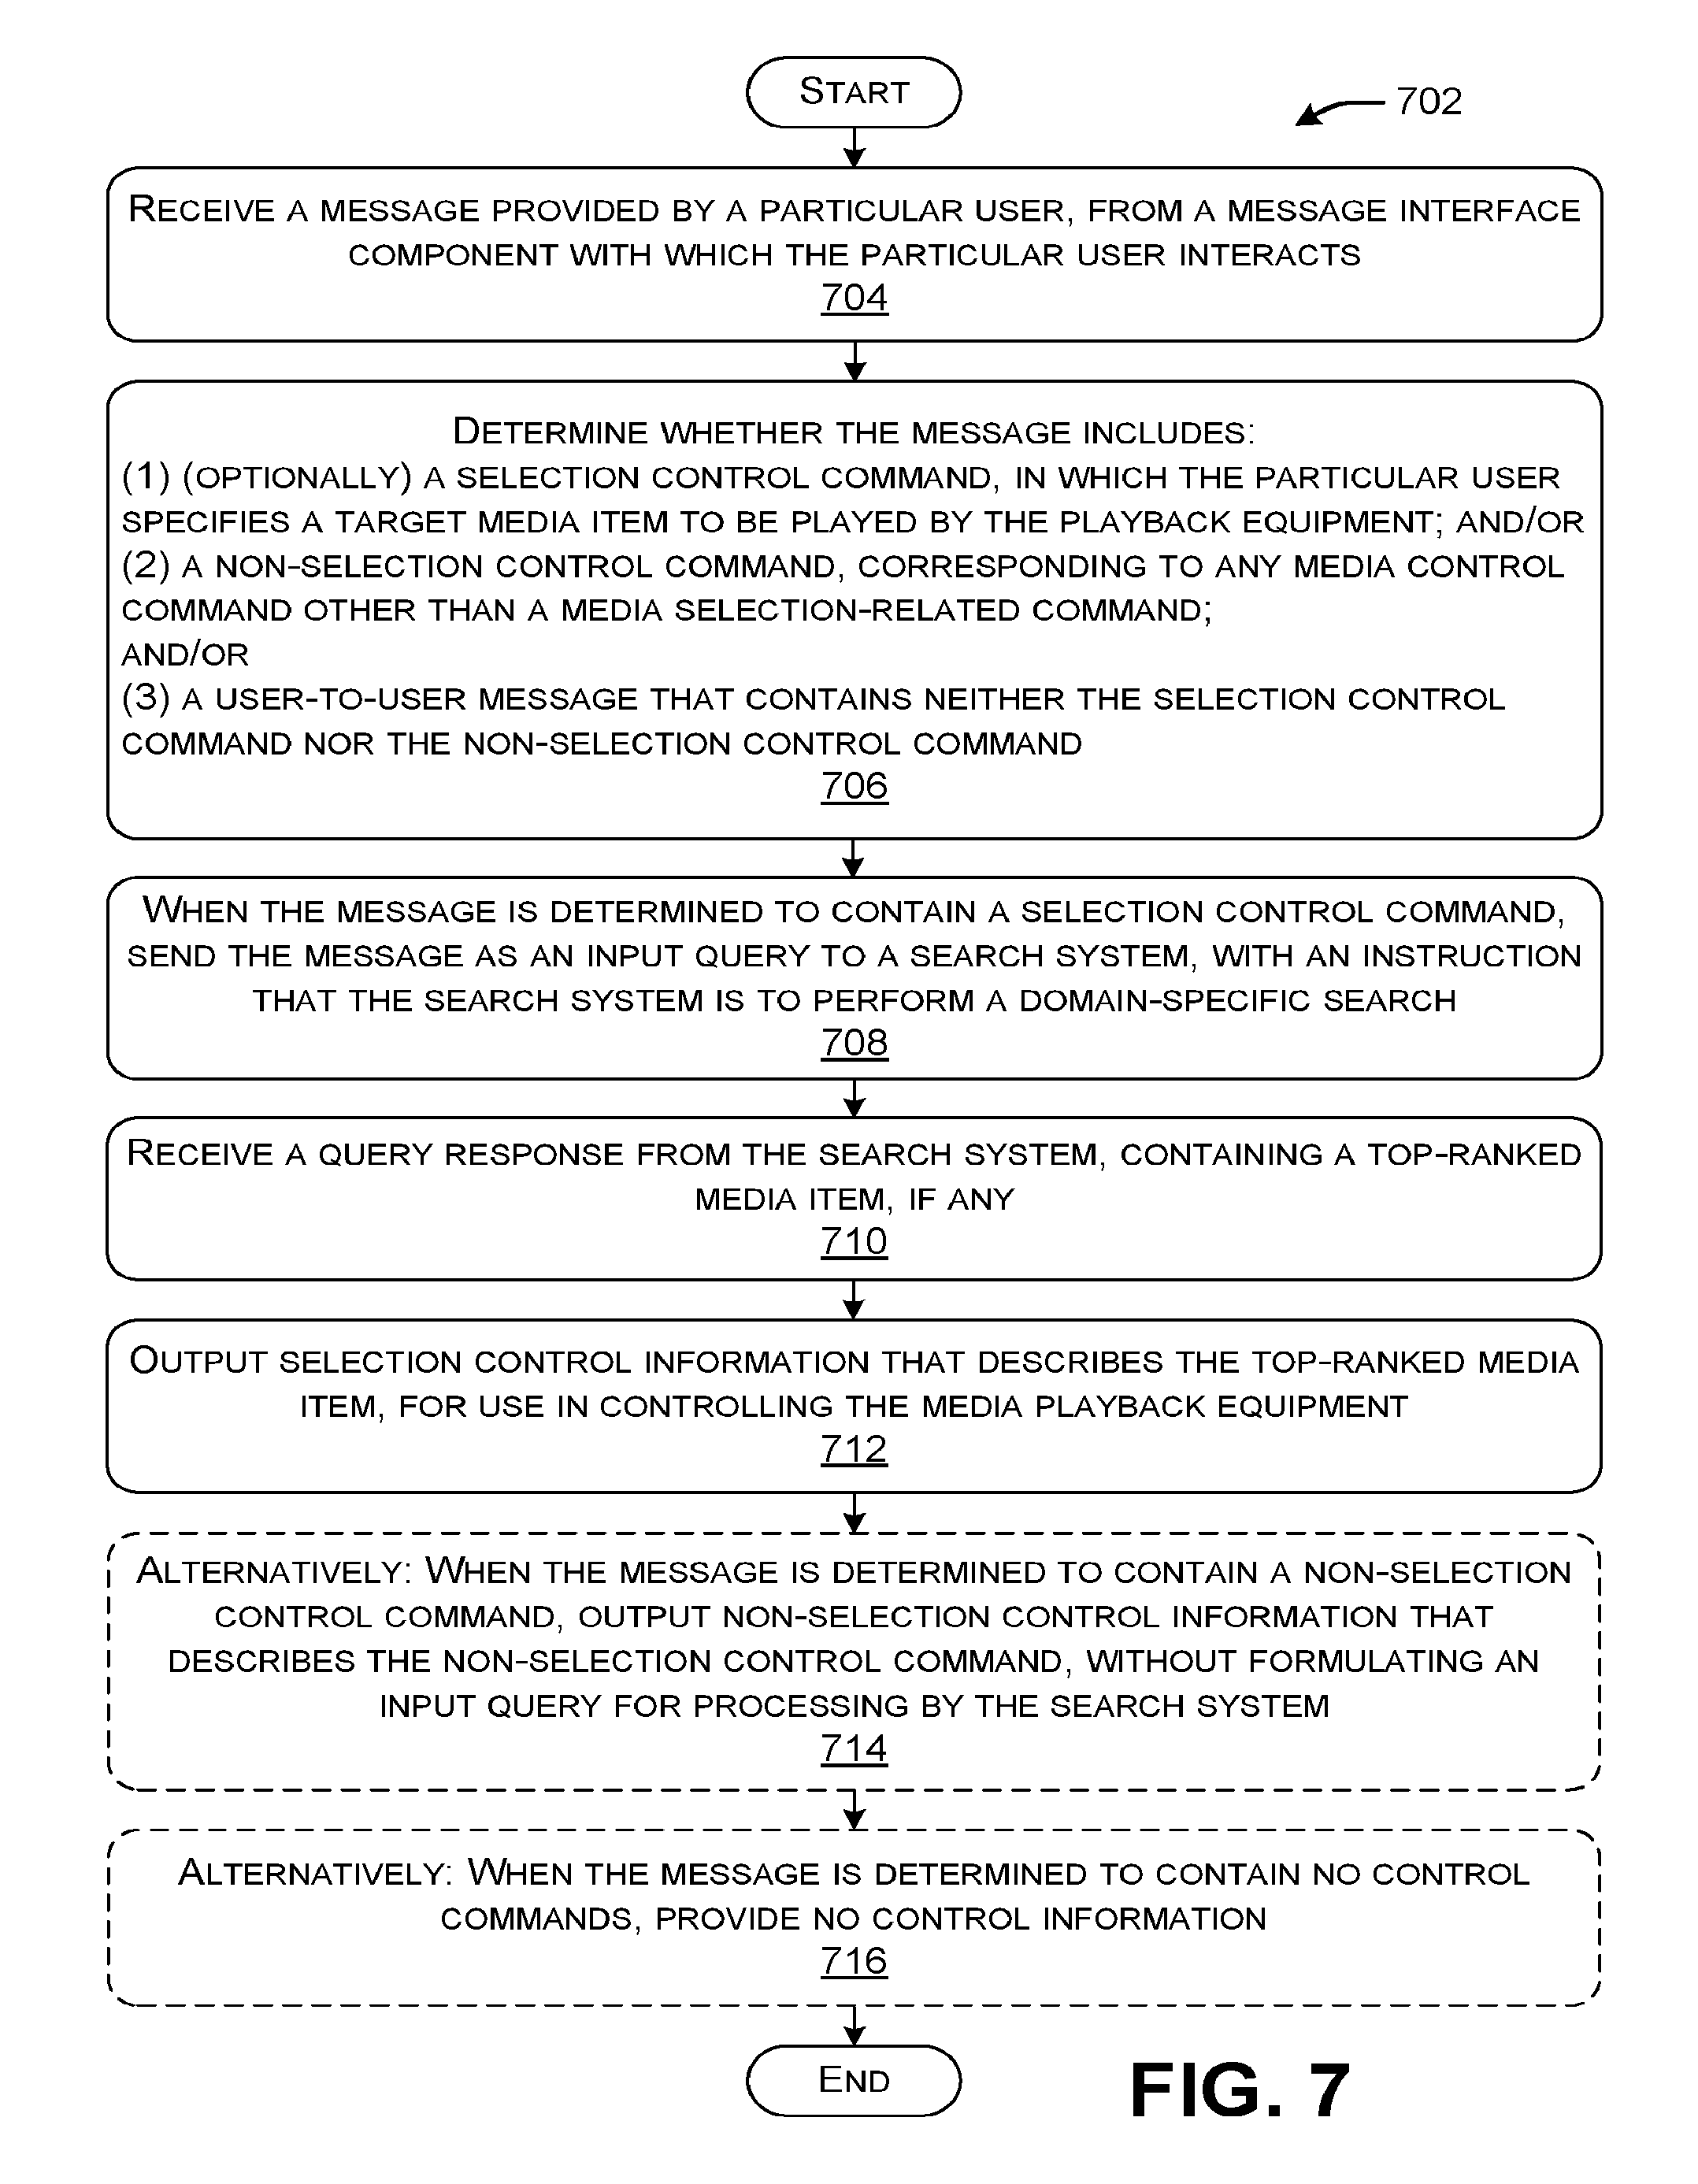 START
702
RECEIVE A MESSAGE PROVIDED BY A PARTICULAR USER, FROM A MESSAGE INTERFACE
COMPONENT WITH WHICH THE PARTICULAR USER INTERACTS
704
DETERMINE WHETHER THE MESSAGE INCLUDES:
(1) (OPTIONALLY) A SELECTION CONTROL COMMAND, IN WHICH THE PARTICULAR USER
SPECIFIES A TARGET MEDIA ITEM TO BE PLAYED BY THE PLAYBACK EQUIPMENT; AND/OR
(2) A NON-SELECTION CONTROL COMMAND, CORRESPONDING TO ANY MEDIA CONTROL
COMMAND OTHER THAN A MEDIA SELECTION-RELATED COMMAND;
AND/OR
(3) A USER-TO-USER MESSAGE THAT CONTAINS NEITHER THE SELECTION CONTROL
COMMAND NOR THE NON-SELECTION CONTROL COMMAND
706
WHEN THE MESSAGE IS DETERMINED TO CONTAIN A SELECTION CONTROL COMMAND,
SEND THE MESSAGE AS AN INPUT QUERY TO A SEARCH SYSTEM, WITH AN INSTRUCTION
THAT THE SEARCH SYSTEM IS TO PERFORM A DOMAIN-SPECIFIC SEARCH
708
RECEIVE A QUERY RESPONSE FROM THE SEARCH SYSTEM, CONTAINING A TOP-RANKED
MEDIA ITEM, IF ANY
710
OUTPUT SELECTION CONTROL INFORMATION THAT DESCRIBES THE TOP-RANKED MEDIA
ITEM, FOR USE IN CONTROLLING THE MEDIA PLAYBACK EQUIPMENT
712
ALTERNATIVELY: WHEN THE MESSAGE IS DETERMINED TO CONTAIN A NON-SELECTION
CONTROL COMMAND, OUTPUT NON-SELECTION CONTROL INFORMATION THAT
DESCRIBES THE NON-SELECTION CONTROL COMMAND, WITHOUT FORMULATING AN
INPUT QUERY FOR PROCESSING BY THE SEARCH SYSTEM
714
ALTERNATIVELY: WHEN THE MESSAGE IS DETERMINED TO CONTAIN NO CONTROL
COMMANDS, PROVIDE NO CONTROL INFORMATION
716
END
FIG. 7